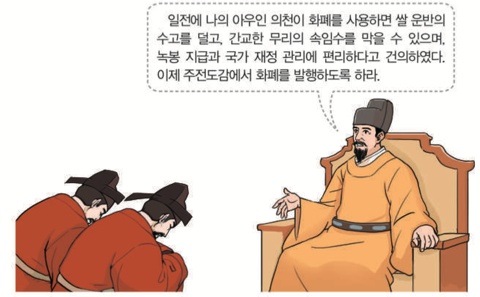 일전에 나의 아우인 의천이 화폐를 사용하면 쌀 운반의
수고를 덜고, 간교한 무리의 속임수를 막을 수 있으며,
녹봉 지급과 국가 재정 관리에 편리하다고 건의하였다.
이제 주전도감에서 화폐를 발행하도록 하라.